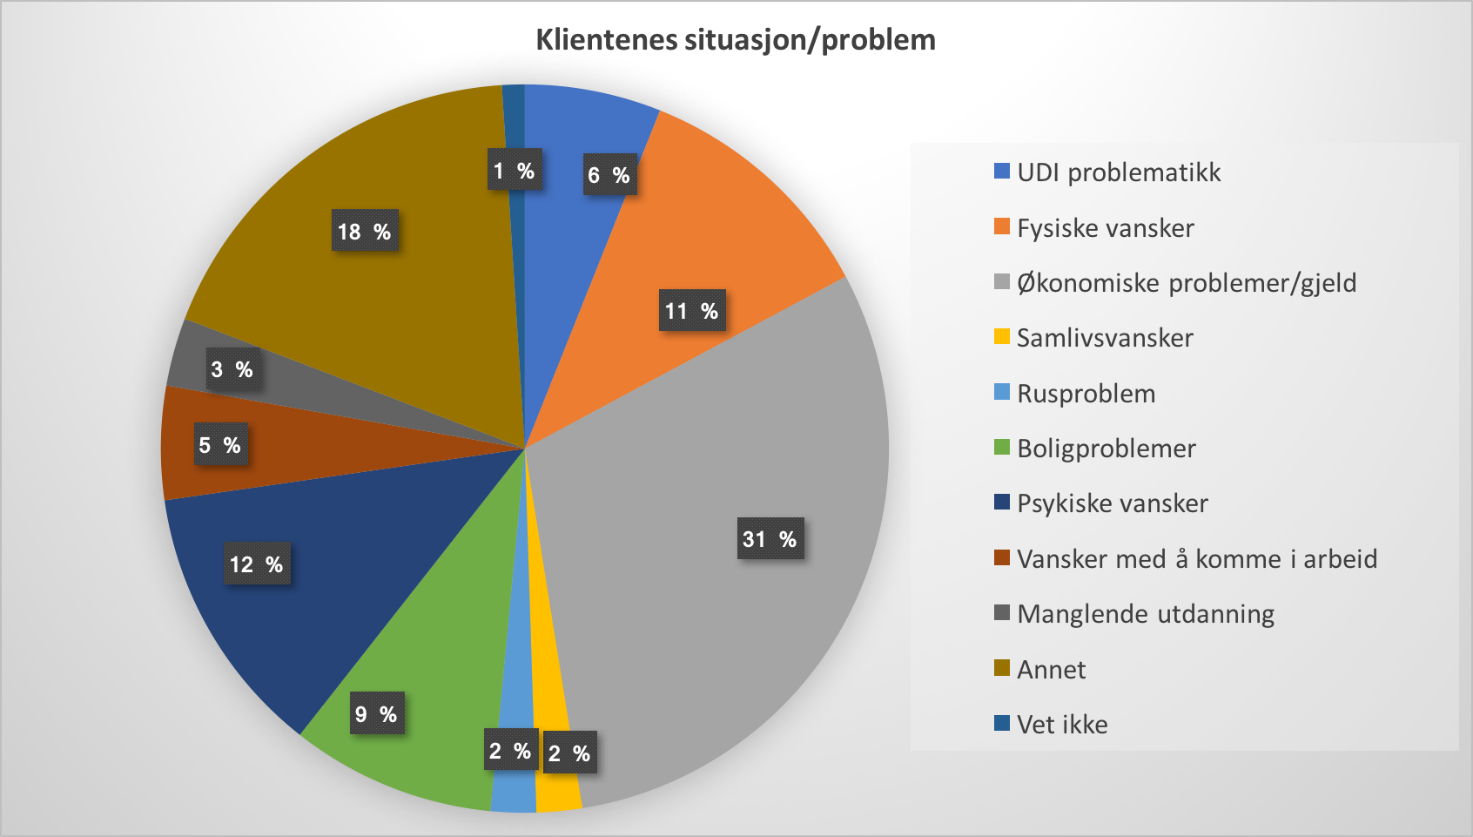 Klientenes situasjon/problem
1 %
6 %
18 %
11 %
3 %
5 %
31 %
12 %
9 %
2 %
2 %
UDI problematikk
Fysiske vansker
Økonomiske problemer/gjeld
Samlivsvansker
Rusproblem
Boligproblemer
Psykiske vansker
Vansker med å komme i arbeid
Manglende utdanning
Annet
Vet ikke